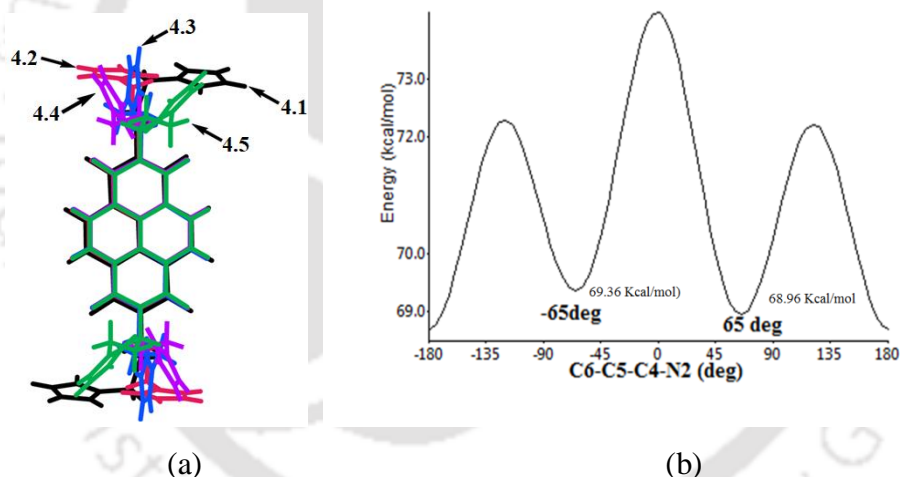 4.3
4.2
4.1
4.4
4.5
Energy (kcal/mol)
73.0
72.0
70.0
69.0
69.36 Kcal/mol)
68.96 Kcal/mol
-65deg
65 deg
-180 -135 -90 -45 0 45 90 135 180
C6-C5-C4-N2 (deg)
(a)
(b)